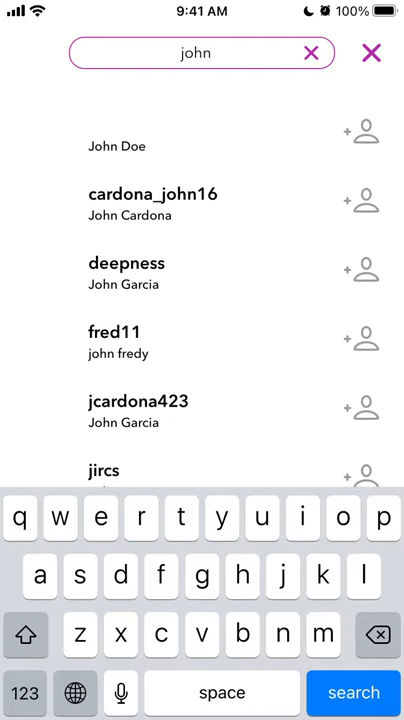 9:41 AM
100%
john
John Doe
cardona_john16
John Cardona
deepness
John Garcia
fred11
john fredy
jcardona423
John Garcia
jircs
q w e r t y u i o p
a s d f g h j k l
z x c v b n m
123 space search